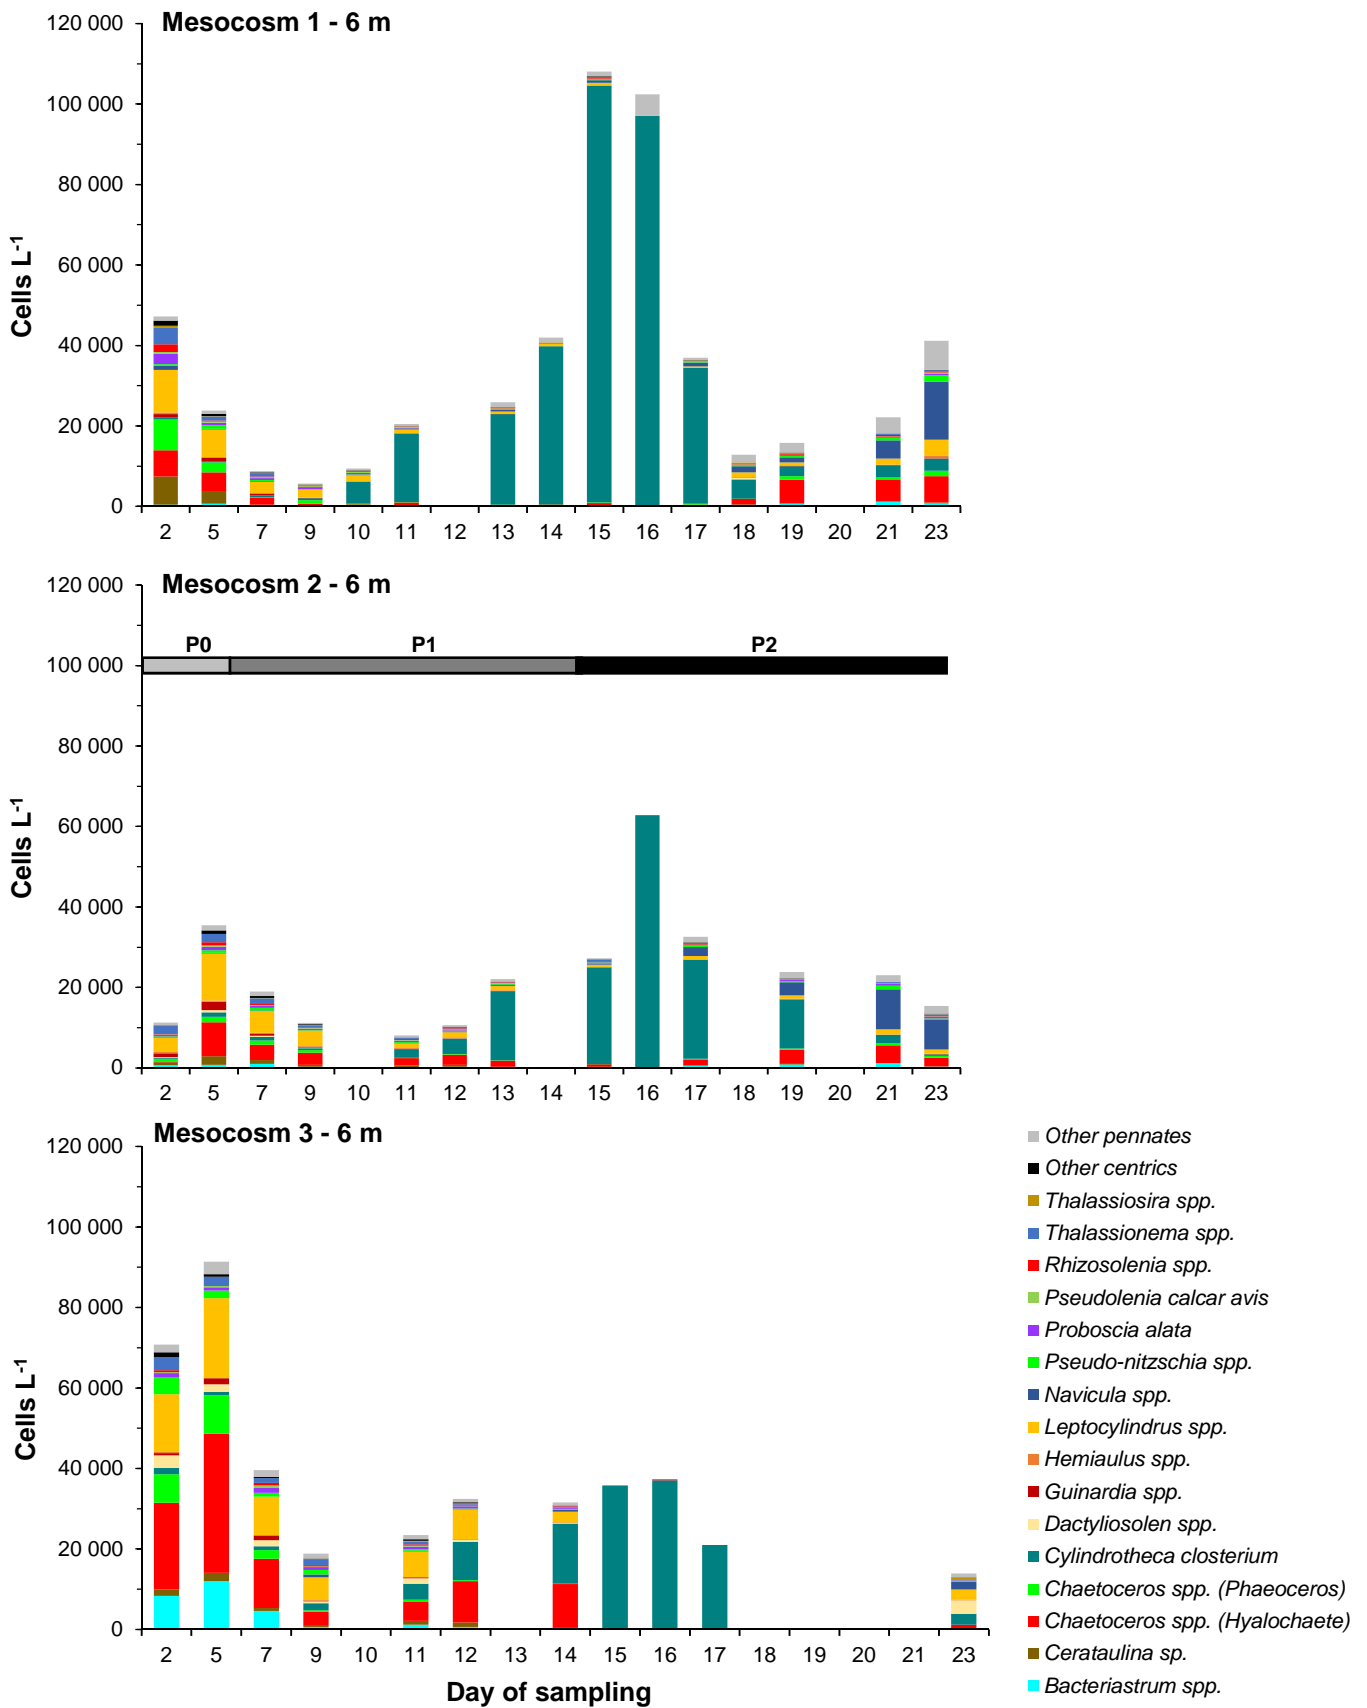 Mesocosm 1 - 6 m
120 000
100 000
80 000
60 000
40 000
20 000
0
Cells L-1
2 5 7 9 10 11 12 13 14 15 16 17 18 19 20 21 23
Mesocosm 2 - 6 m
120 000
100 000
80 000
60 000
40 000
20 000
0
Cells L-1
P0 P1 P2
2 5 7 9 10 11 12 13 14 15 16 17 18 19 20 21 23
Mesocosm 3 - 6 m
120 000
100 000
80 000
60 000
40 000
20 000
0
Cells L-1
2 5 7 9 10 11 12 13 14 15 16 17 18 19 20 21 23
Day of sampling
Other pennates
Other centrics
Thalassiosira spp.
Thalassionema spp.
Rhizosolenia spp.
Pseudolenia calcar avis
Proboscia alata
Pseudo-nitzschia spp.
Navicula spp.
Leptocylindrus spp.
Hemiaulus spp.
Guinardia spp.
Dactyliosolen spp.
Cylindrotheca closterium
Chaetoceros spp. (Phaeoceros)
Chaetoceros spp. (Hyalochaete)
Cerataulina sp.
Bacteriastrum spp.